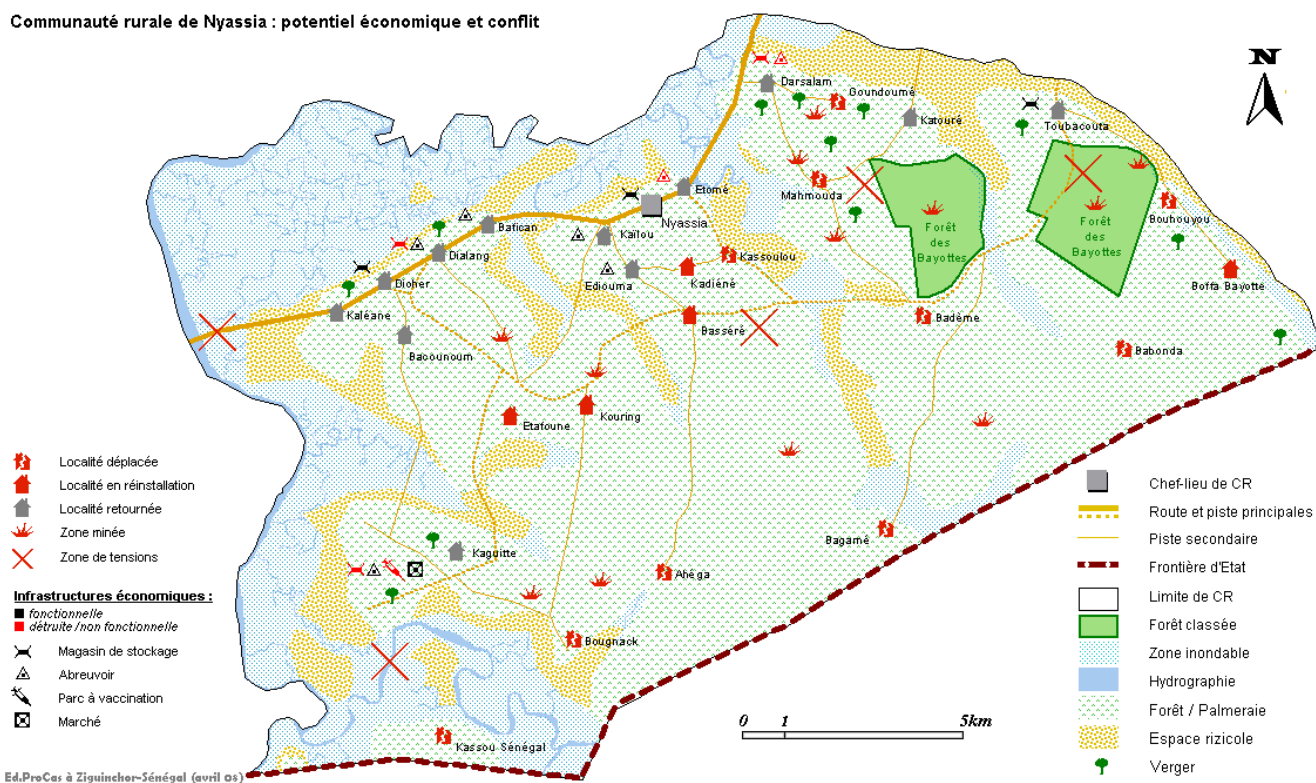 Communauté rurale de Nyassia : potentiel économique et conflit
N
Darsalam
Goundoumé
Katouré
Toubacouta
Mahmouda
Bouhouyou
Forêt
des
Bayottes
Forêt
des
Bayottes
Boffa Bayotte
Etomé
Nyassia
Bafican
Kaïlou
Kassoulou
Dialang
Ediouma
Kadiéné
Dioher
Kaléane
Basséré
Badème
Bacounoum
Babonda
Etafoune
Kouring
Bagamé
Kaguitte
Ahéga
Bougnack
Kassou-Sénégal
Localité déplacée
Localité en réinstallation
Localité retournée
Zone minée
Zone de tensions
Infrastructures économiques :
fonctionnelle
détruite /non fonctionnelle
Magasin de stockage
Abreuvoir
Parc à vaccination
Marché
Chef-lieu de CR
Route et piste principales
Piste secondaire
Frontière d'Etat
Limite de CR
Forêt classée
Zone inondable
Hydrographie
Forêt / Palmeraie
Espace rizicole
Verger
0 1 5km
Ed.ProCas à Ziguinchor-Sénégal (avril 08)